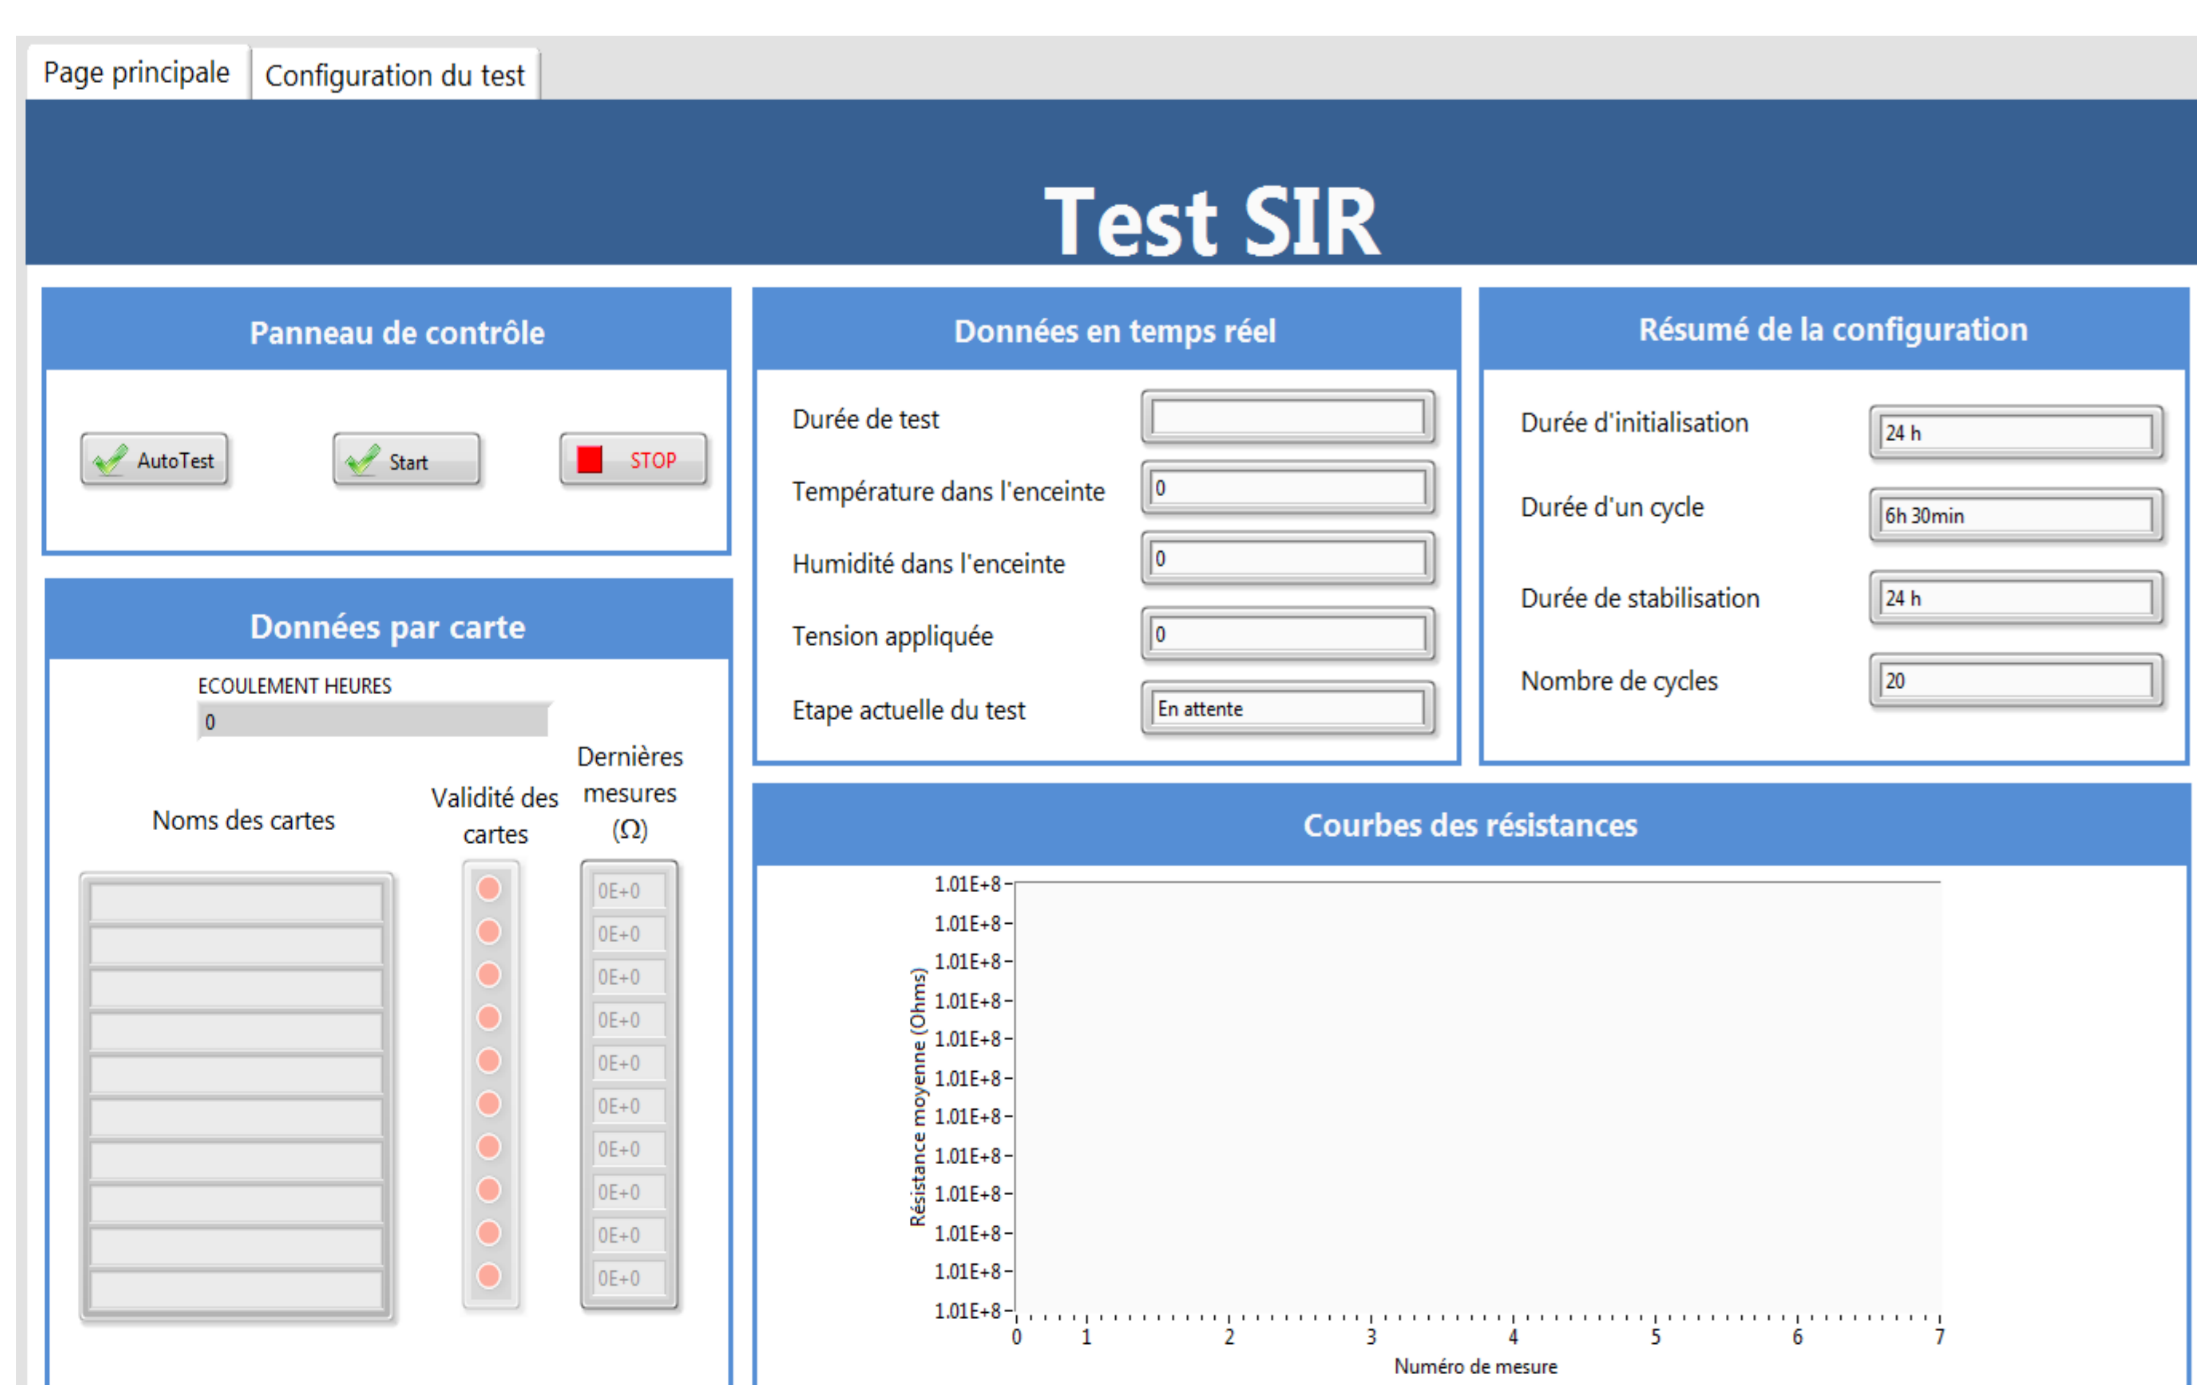 Page principale
Configuration du test
Test SIR
Panneau de contrôle
AutoTest
Start
STOP
Données en temps réel
Durée de test
Température dans l'enceinte
0
Humidité dans l'enceinte
0
Tension appliquée
0
Etape actuelle du test
En attente
Résumé de la configuration
Durée d'initialisation
24 h
Durée d'un cycle
6h 30min
Durée de stabilisation
24 h
Nombre de cycles
20
Données par carte
ECOULEMENT HEURES
0
Noms des cartes
Validité des
cartes
Dernières
mesures
(Ω)
0E+0
0E+0
0E+0
0E+0
0E+0
0E+0
0E+0
0E+0
0E+0
0E+0
Courbes des résistances
Résistance moyenne (Ohms)
1.01E+8
1.01E+8
1.01E+8
1.01E+8
1.01E+8
1.01E+8
1.01E+8
1.01E+8
1.01E+8
1.01E+8
1.01E+8
1.01E+8
0 1 2 3 4 5 6 7
Numéro de mesure